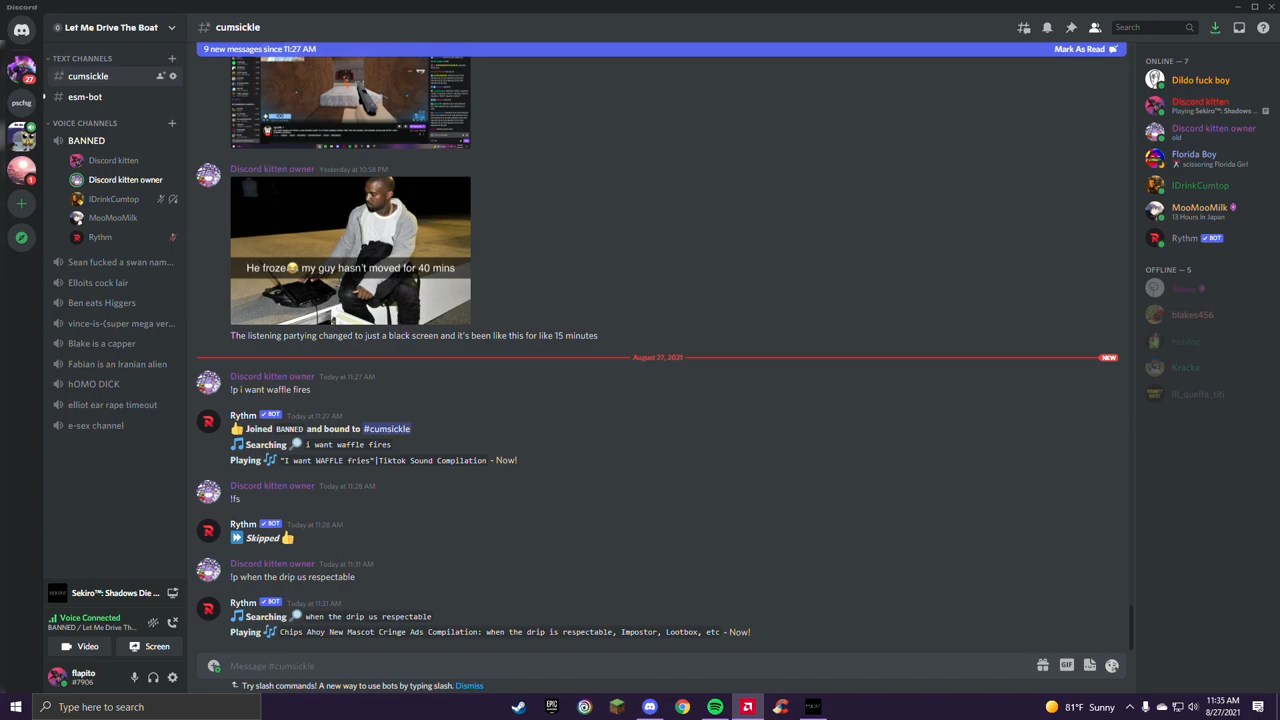 Discord
Let Me Drive The Boat
# cumsickle
Search
9 new messages since 11:27 AM
Mark As Read
27
pschg
1
TEXT CHANNELS
# cumsickle
# esm-bot
VOICE CHANNELS
BANNED
Discord kitten
Discord kitten owner
IDrinkCumtop
MooMooMilk
Rythm
Sean fucked a swan nam...
Elloits cock lair
Ben eats Higgers
vince-is-(super mega ver...
Blake is a capper
Fabian is an Iranian alien
hOMO DICK
elliot ear rape timeout
e-sex channel
Sekiro™: Shadows Die ...
Voice Connected
BANNED / Let Me Drive Th...
Video
Screen
flapito
#7906
Discord kitten owner Yesterday at 10:58 PM
He froze😂 my guy hasn't moved for 40 mins
The listening partying changed to just a black screen and it's been like this for like 15 minutes
August 27, 2021
NEW
Discord kitten owner Today at 11:27 AM
!p i want waffle fires
Rythm ✓ BOT Today at 11:27 AM
👍 Joined BANNED and bound to #cumsickle
🎵 Searching 🔎 i want waffle fires
Playing 🎶 "I want WAFFLE fries"|Tiktok Sound Compilation - Now!
Discord kitten owner Today at 11:28 AM
!fs
Rythm ✓ BOT Today at 11:28 AM
⏩ Skipped 👍
Discord kitten owner Today at 11:31 AM
!p when the drip us respectable
Rythm ✓ BOT Today at 11:31 AM
🎵 Searching 🔎 when the drip us respectable
Playing 🎶 Chips Ahoy New Mascot Cringe Ads Compilation: when the drip is respectable, Impostor, Lootbox, etc - Now!
Message #cumsickle
GIF
Try slash commands! A new way to use bots by typing slash. Dismiss
ONLINE — 7
Dildo fuck boy
Discord kitten
Playing Sekiro™: Shadows ...
Discord kitten owner
old
Florida Boy
scissoring Florida Girl
IDrinkCumtop
MooMooMilk
13 Hours In Japan
Rythm ✓ BOT
OFFLINE — 5
blakes456
Kracka
lil_queffa_titi
Type here to search
EPIC
81°F Sunny
11:35 AM
8/27/2021